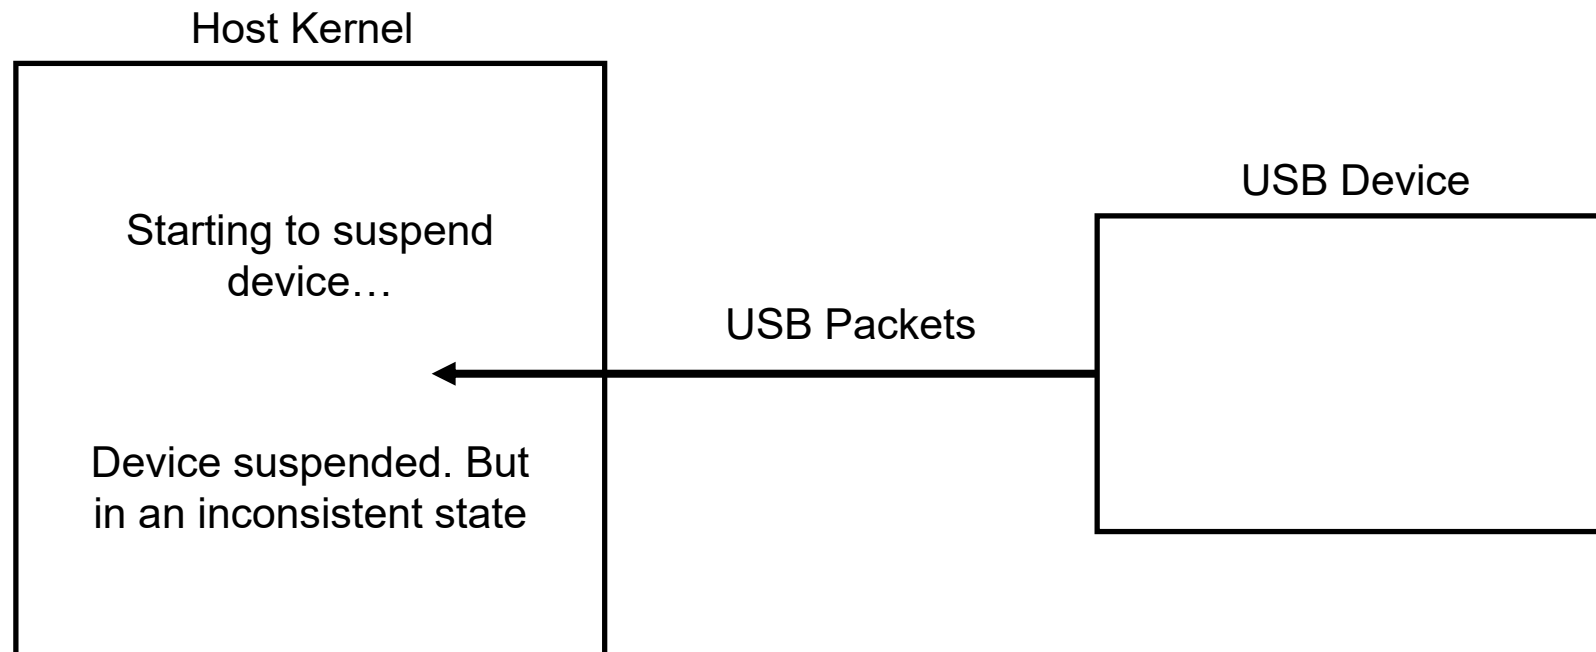 Host Kernel
USB Device
Starting to suspend
device…
USB Packets
Device suspended. But
in an inconsistent state